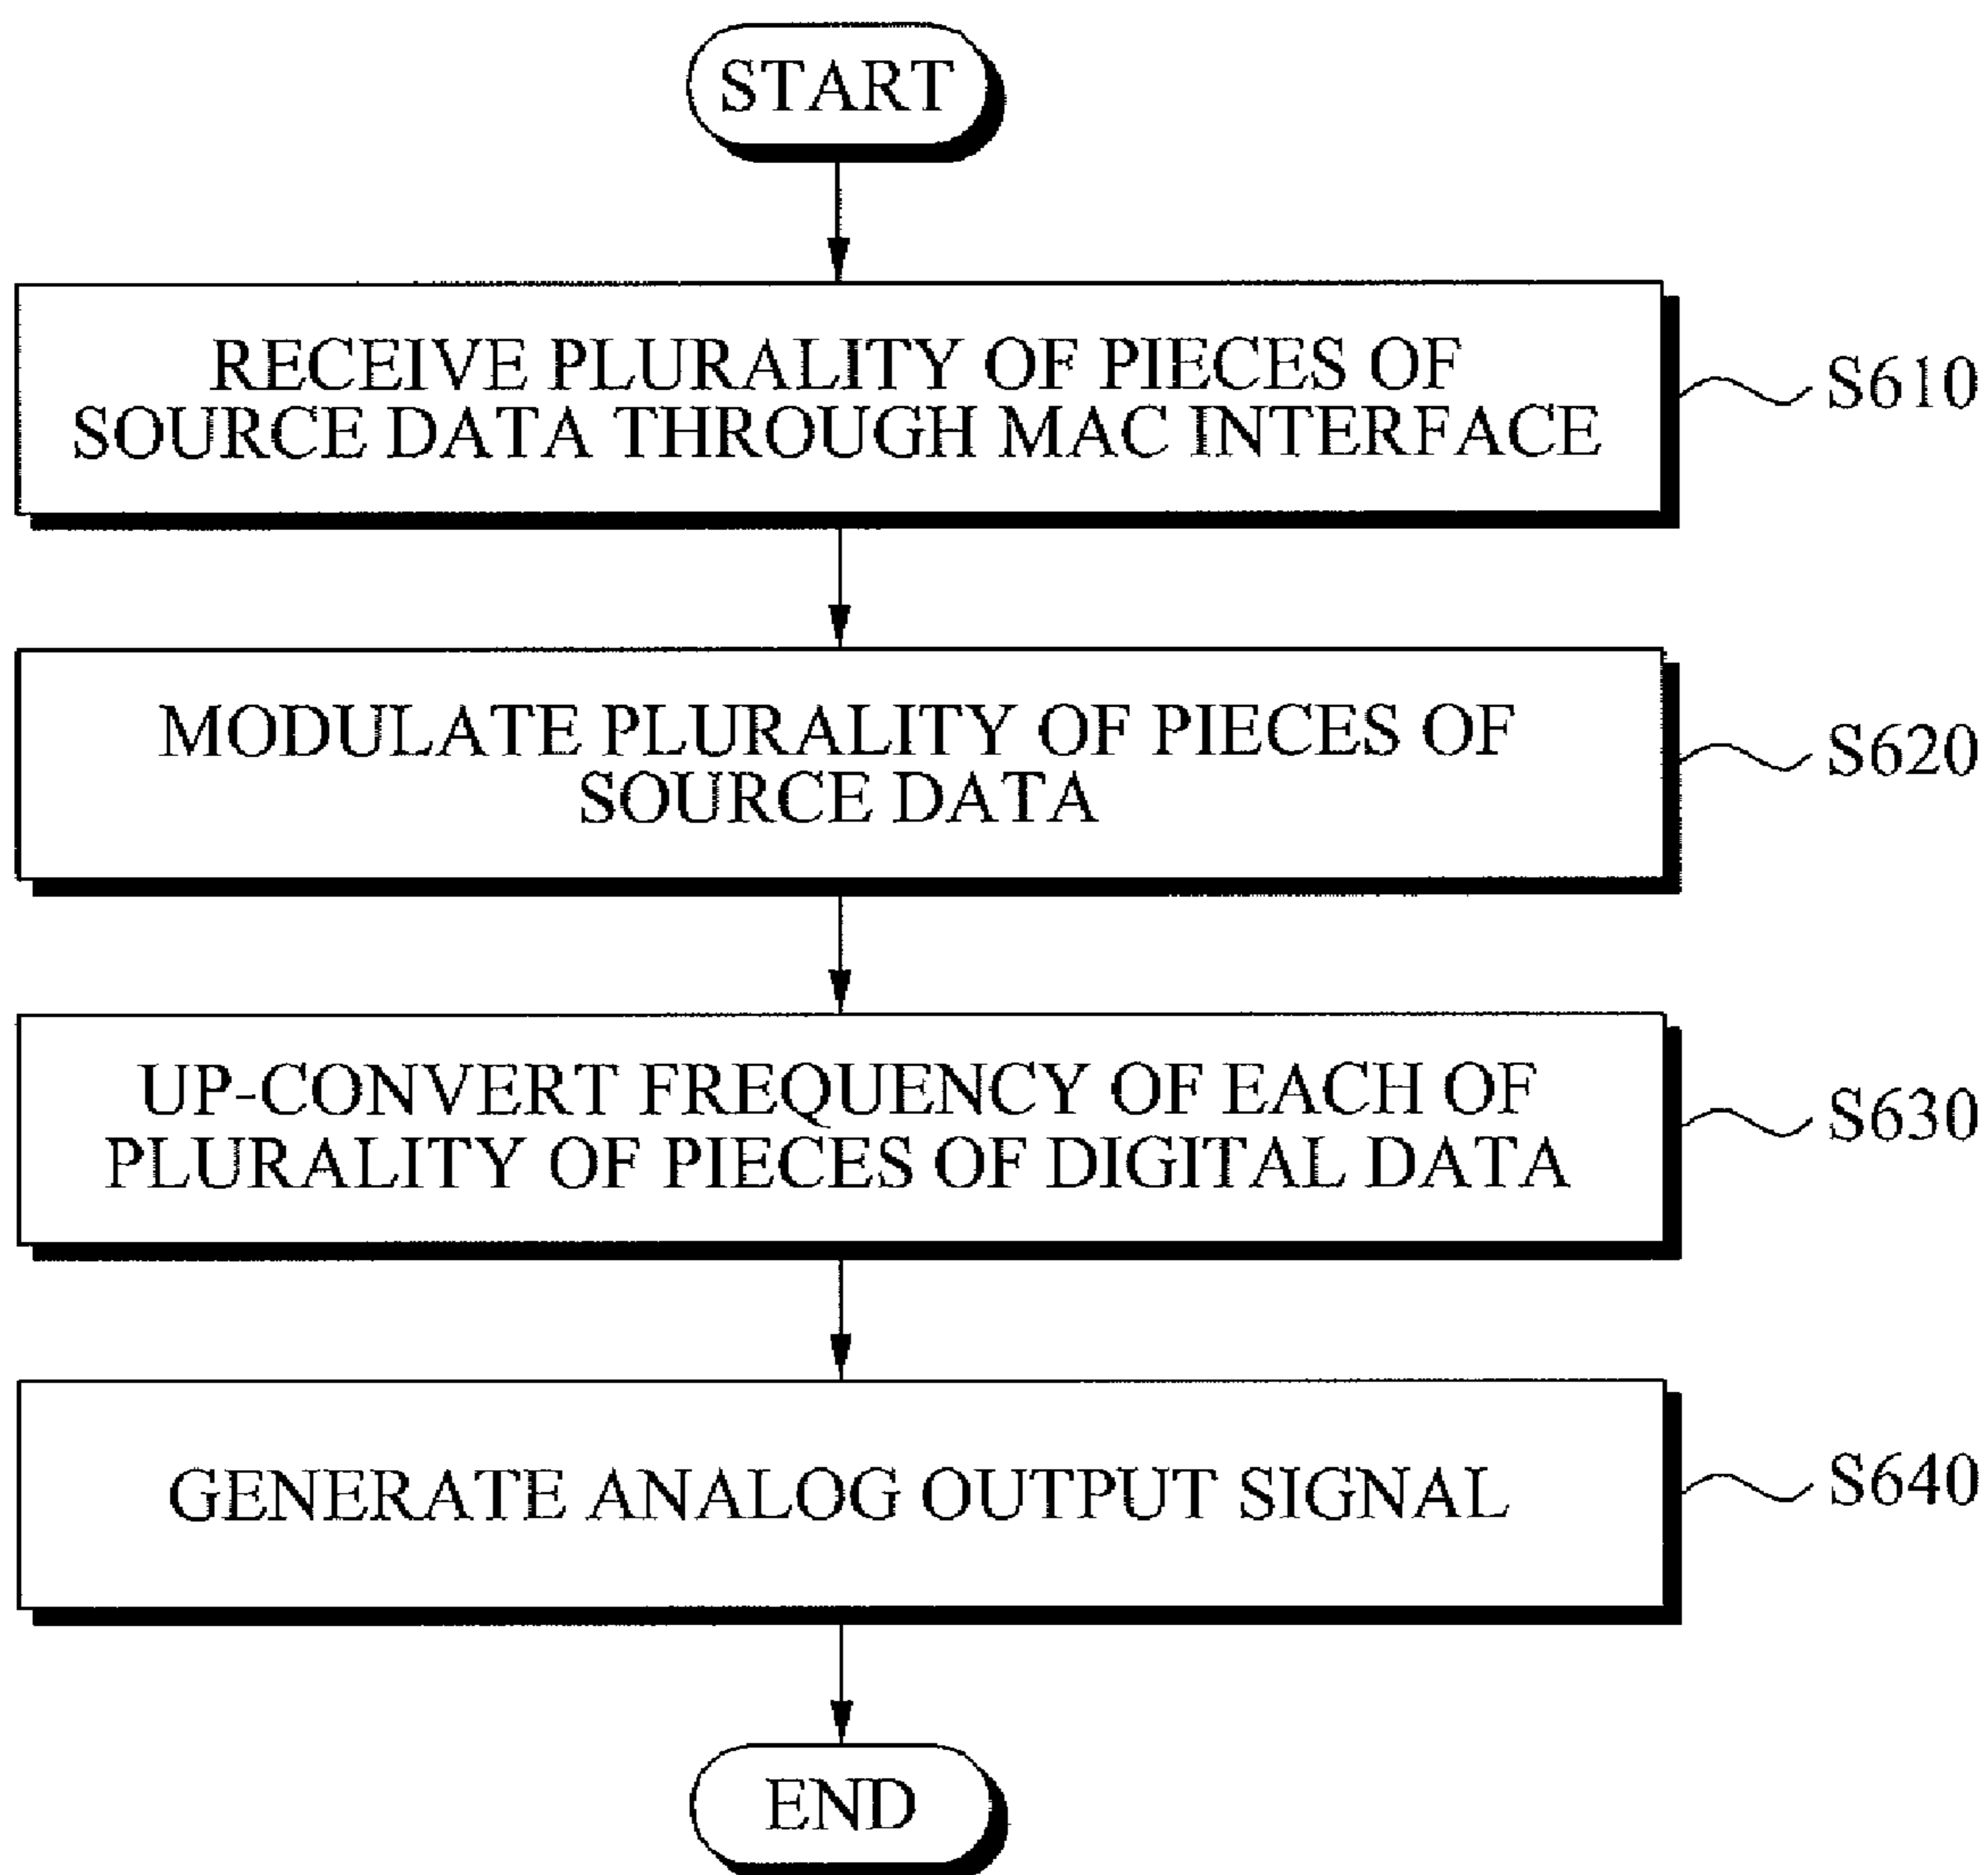 START
RECEIVE PLURALITY OF PIECES OF
SOURCE DATA THROUGH MAC INTERFACE
S610
MODULATE PLURALITY OF PIECES OF
SOURCE DATA
S620
UP-CONVERT FREQUENCY OF EACH OF
PLURALITY OF PIECES OF DIGITAL DATA
S630
GENERATE ANALOG OUTPUT SIGNAL
S640
END